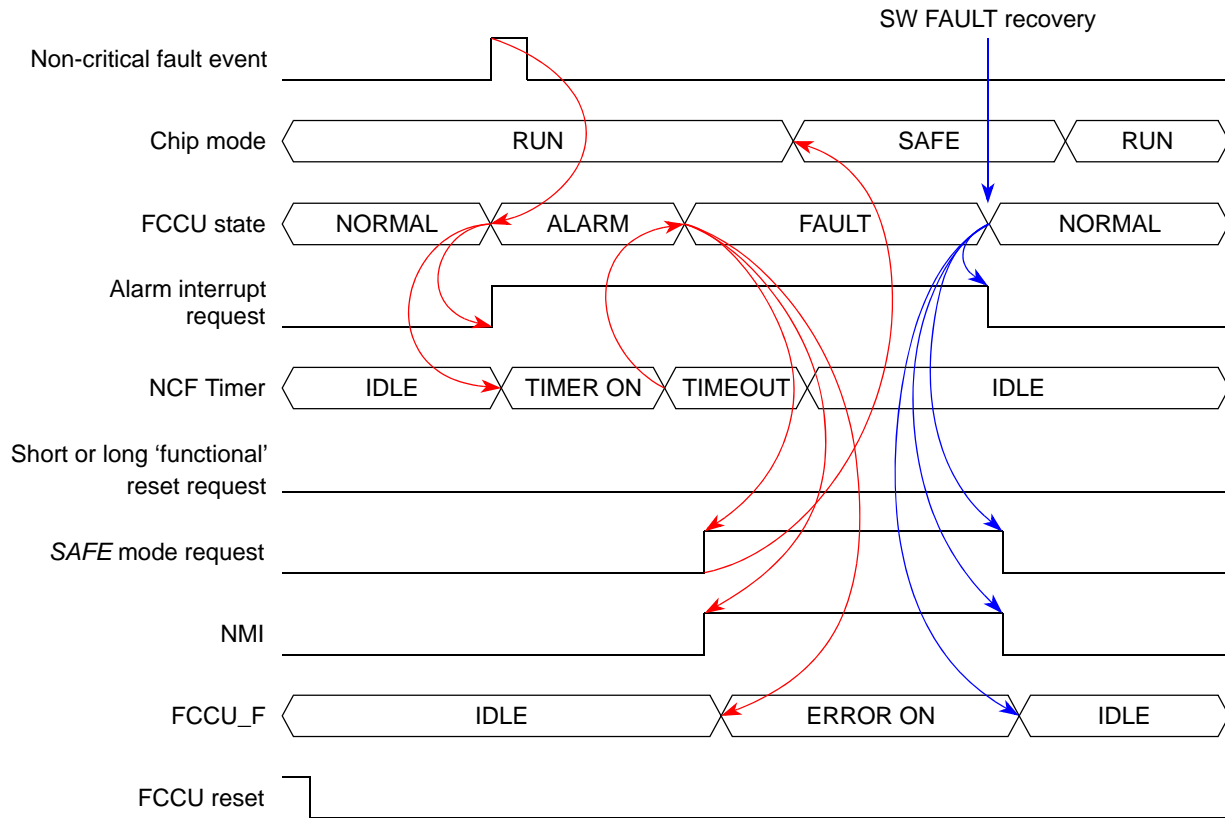 SW FAULT recovery
Non-critical fault event
Chip mode
RUN
SAFE
RUN
FCCU state
NORMAL
ALARM
FAULT
NORMAL
Alarm interrupt
request
NCF Timer
IDLE
TIMER ON
TIMEOUT
IDLE
Short or long ‘functional’
reset request
SAFE mode request
NMI
FCCU_F
IDLE
ERROR ON
IDLE
FCCU reset